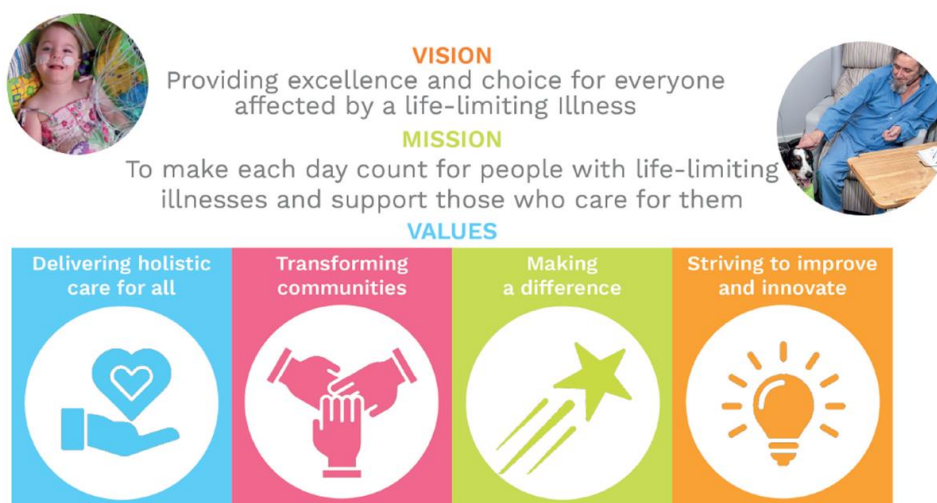 VISION
Providing excellence and choice for everyone
affected by a life-limiting Illness
MISSION
To make each day count for people with life-limiting
illnesses and support those who care for them
VALUES
Delivering holistic
care for all
Transforming
communities
Making
a difference
Striving to improve
and innovate